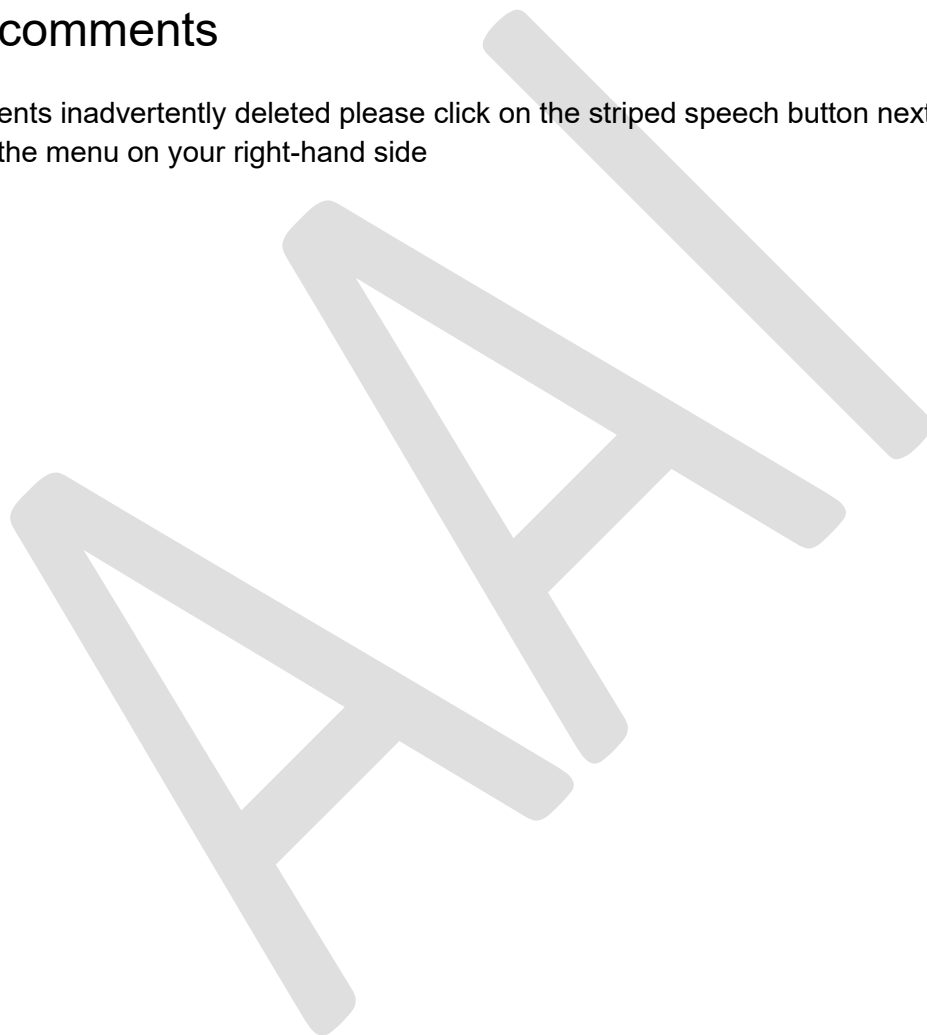 comments
ents inadvertently deleted please click on the striped speech button next
the menu on your right-hand side
AAI